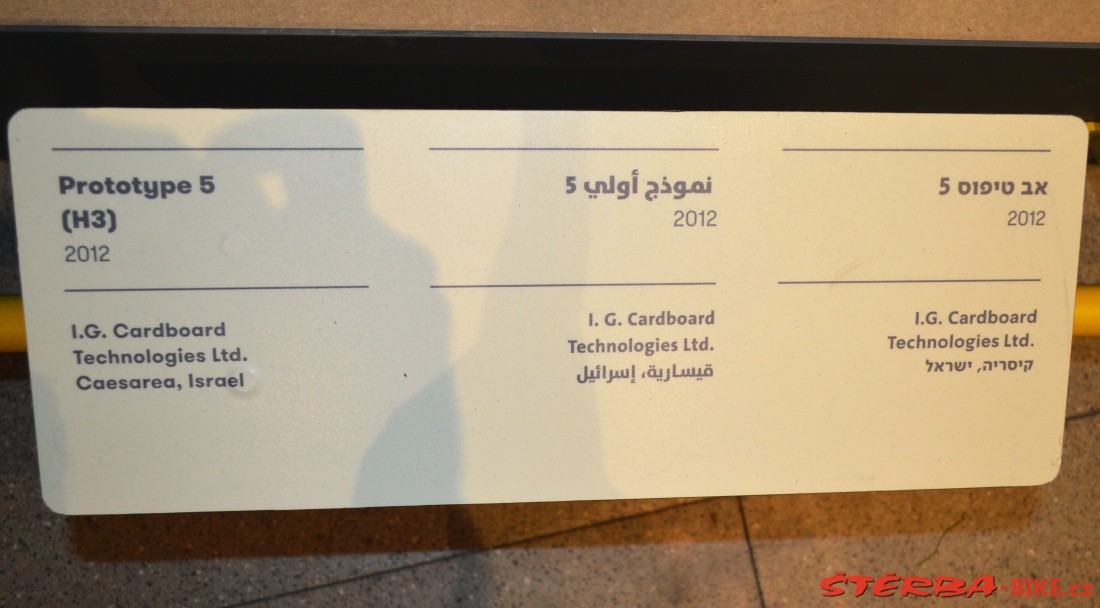 Prototype 5
(H3)
2012
I.G. Cardboard
Technologies Ltd.
Caesarea, Israel
نموذج أولي 5
2012
I. G. Cardboard
Technologies Ltd.
قيسارية، إسرائيل
אב טיפוס 5
2012
I.G. Cardboard
Technologies Ltd.
קיסריה, ישראל
ŠTĚRBA-BIKE.cz